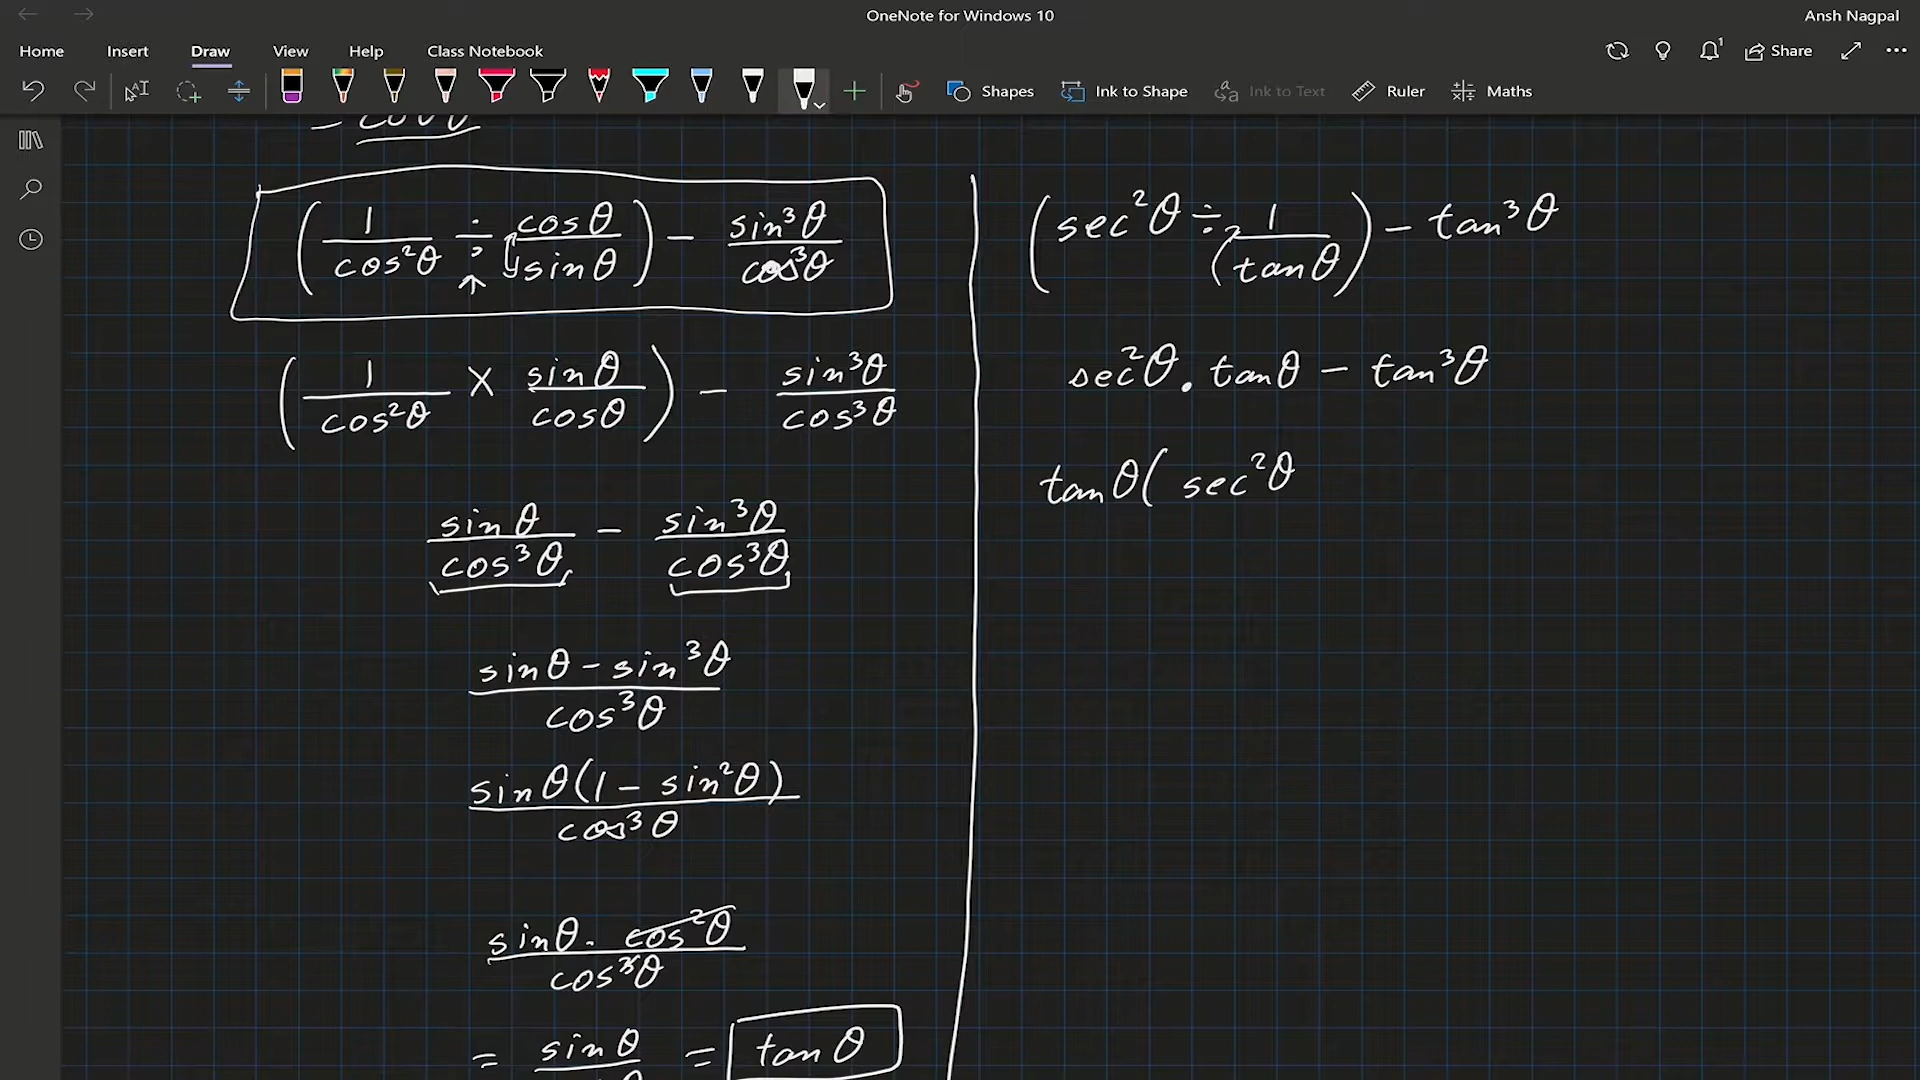 OneNote for Windows 10
Ansh Nagpal
Home Insert Draw View Help Class Notebook
Share
Shapes Ink to Shape Ink to Text Ruler Maths
(1/cos²θ ÷ cosθ/sinθ) - sin³θ/cos³θ
(1/cos²θ × sinθ/cosθ) - sin³θ/cos³θ
sinθ/cos³θ - sin³θ/cos³θ
sinθ - sin³θ
cos³θ
sinθ(1 - sin²θ)
cos³θ
sinθ. cos²θ
cos³θ
= sinθ = tanθ
(sec²θ ÷ 1/(tanθ)) - tan³θ
sec²θ . tanθ - tan³θ
tanθ( sec²θ